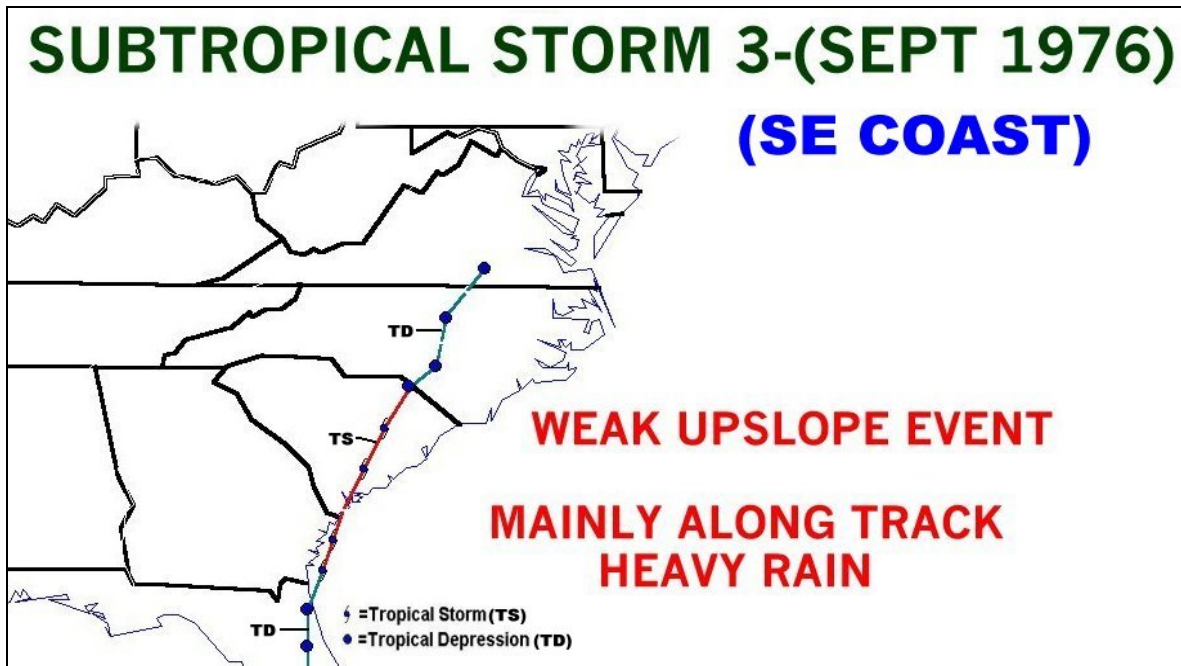 SUBTROPICAL STORM 3-(SEPT 1976)
(SE COAST)
TD
TS
WEAK UPSLOPE EVENT
MAINLY ALONG TRACK
HEAVY RAIN
TD
=Tropical Storm (TS)
=Tropical Depression (TD)